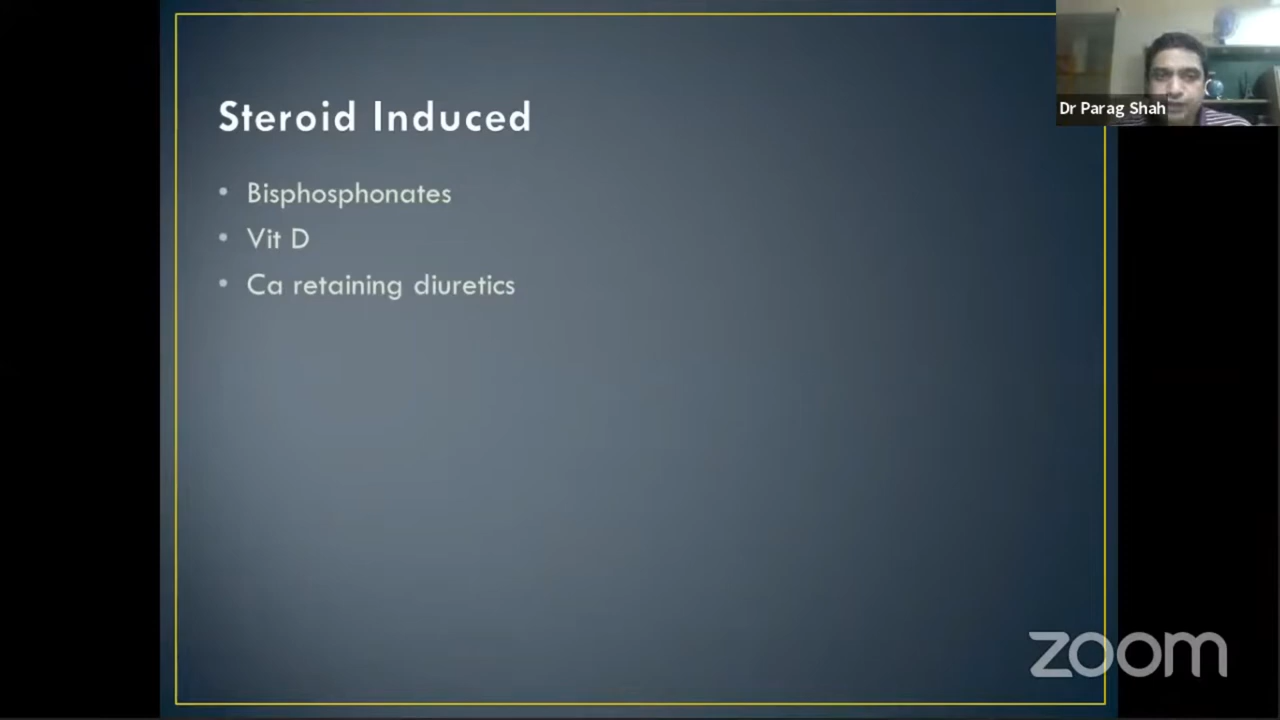 Steroid Induced
• Bisphosphonates
• Vit D
• Ca retaining diuretics
Dr Parag Shah
zoom